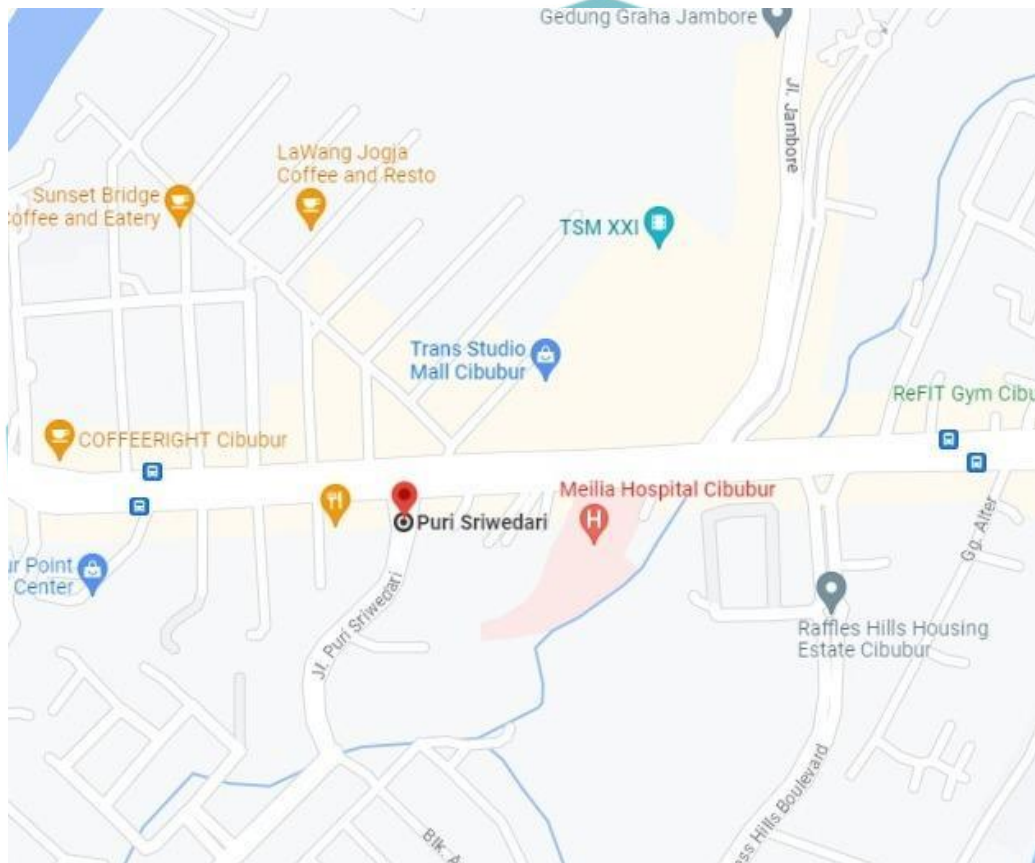 Gedung Graha Jambore
Jl. Jambore
LaWang Jogja
Coffee and Resto
Sunset Bridge
offee and Eatery
TSM XXI
Trans Studio
Mall Cibubur
ReFIT Gym Cibu
COFFEERIGHT Cibubur
Meilia Hospital Cibubur
H
Puri Sriwedari
Gg. Alter
ur Point
Center
Jl. Puri Sriwedari
Raffles Hills Housing
Estate Cibubur
Blk. A
ss Hills Boulevard